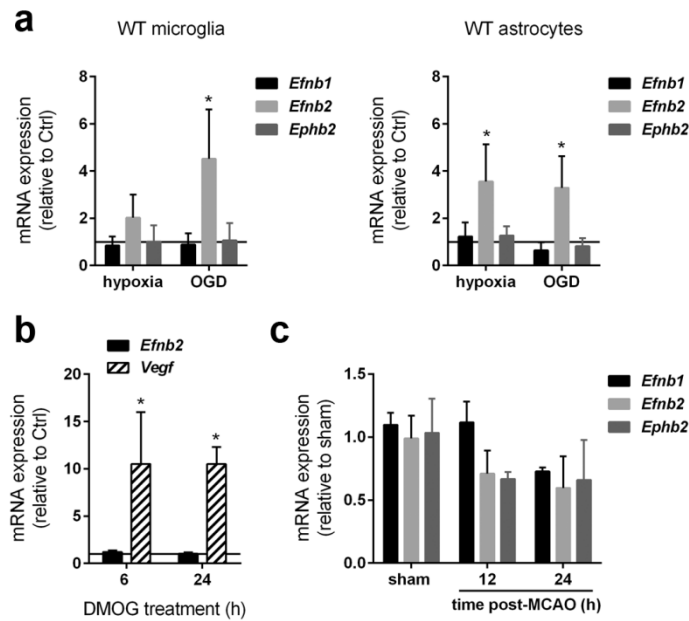 a
WT microglia
WT astrocytes
mRNA expression
(relative to Ctrl)
8
6
4
2
0
*
hypoxia
OGD
Efnb1
Efnb2
Ephb2
mRNA expression
(relative to Ctrl)
8
6
4
2
0
*
*
hypoxia
OGD
Efnb1
Efnb2
Ephb2
b
Efnb2
Vegf
mRNA expression
(relative to Ctrl)
20
15
10
5
0
*
*
6
24
DMOG treatment (h)
c
mRNA expression
(relative to sham)
1.5
1.0
0.5
0.0
sham
12
24
time post-MCAO (h)
Efnb1
Efnb2
Ephb2